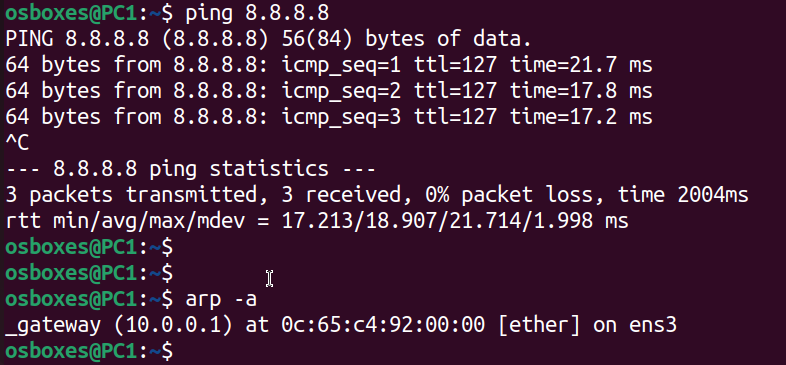 osboxes@PC1:~$ ping 8.8.8.8
PING 8.8.8.8 (8.8.8.8) 56(84) bytes of data.
64 bytes from 8.8.8.8: icmp_seq=1 ttl=127 time=21.7 ms
64 bytes from 8.8.8.8: icmp_seq=2 ttl=127 time=17.8 ms
64 bytes from 8.8.8.8: icmp_seq=3 ttl=127 time=17.2 ms
^C
--- 8.8.8.8 ping statistics ---
3 packets transmitted, 3 received, 0% packet loss, time 2004ms
rtt min/avg/max/mdev = 17.213/18.907/21.714/1.998 ms
osboxes@PC1:~$
osboxes@PC1:~$
osboxes@PC1:~$ arp -a
_gateway (10.0.0.1) at 0c:65:c4:92:00:00 [ether] on ens3
osboxes@PC1:~$